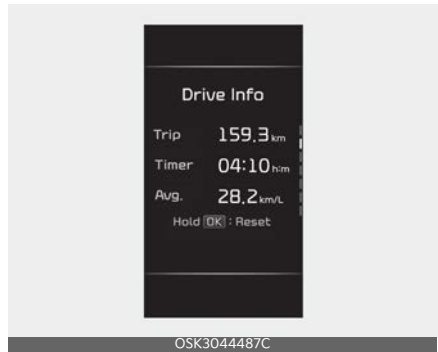 Drive Info
Trip 159.3 km
Timer 04:10 h:m
Avg. 28.2 km/L
Hold OK : Reset
OSK3044487C